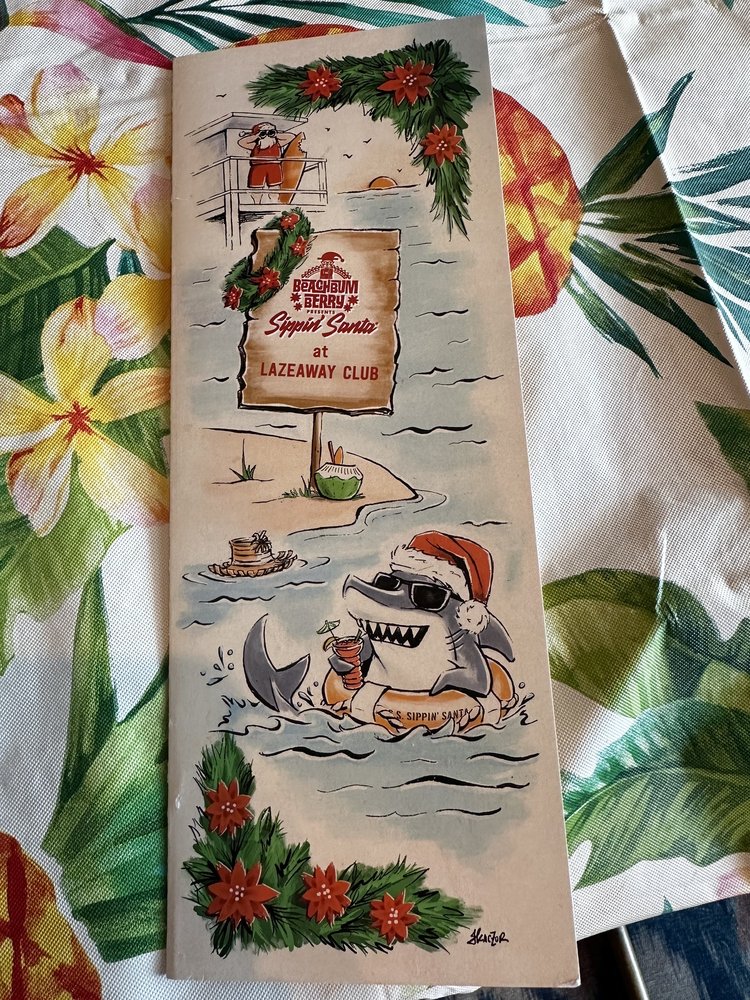 BEACHBUM
BERRY
PRESENTS
Sippin' Santa
at
LAZEAWAY CLUB
S. SIPPIN' SANTA